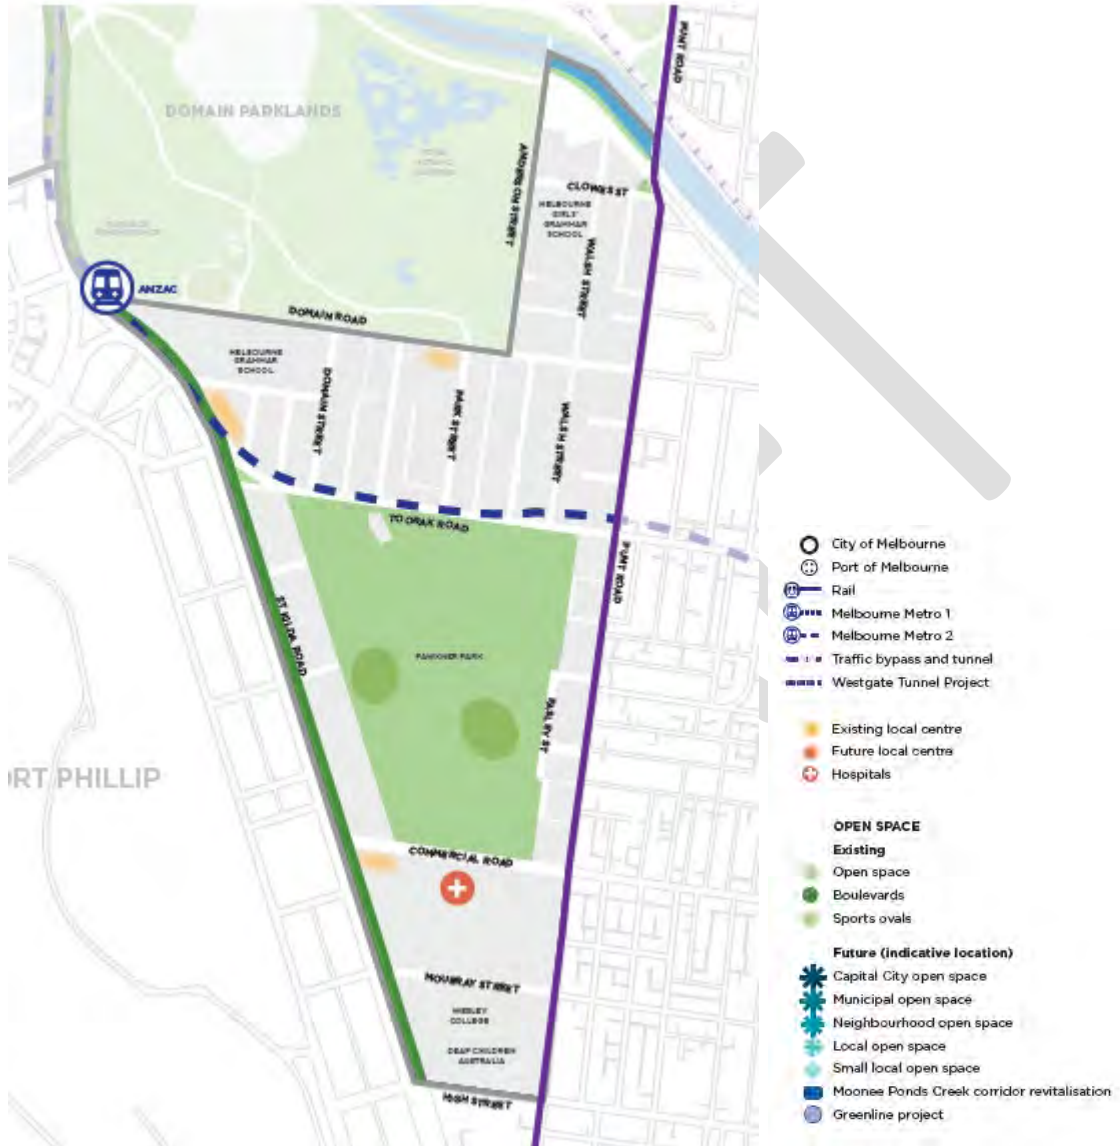 PUNT ROAD
DOMAIN PARKLANDS
ANDERSON STREET
CLOWES ST
MELBOURNE
GIRLS'
GRAMMAR
SCHOOL
WALSH STREET
ANZAC
DOMAIN ROAD
MELBOURNE
GRAMMAR
SCHOOL
DOMAIN STREET
PARK STREET
WALSH STREET
TOORAK ROAD
PUNT ROAD
ST KILDA ROAD
FAWKNER PARK
PASLEY ST
ORT PHILLIP
COMMERCIAL ROAD
MOUBRAY STREET
WESLEY
COLLEGE
DEAF CHILDREN
AUSTRALIA
HIGH STREET
City of Melbourne
Port of Melbourne
Rail
Melbourne Metro 1
Melbourne Metro 2
Traffic bypass and tunnel
Westgate Tunnel Project
Existing local centre
Future local centre
Hospitals
OPEN SPACE
Existing
Open space
Boulevards
Sports ovals
Future (indicative location)
Capital City open space
Municipal open space
Neighbourhood open space
Local open space
Small local open space
Moonee Ponds Creek corridor revitalisation
Greenline project